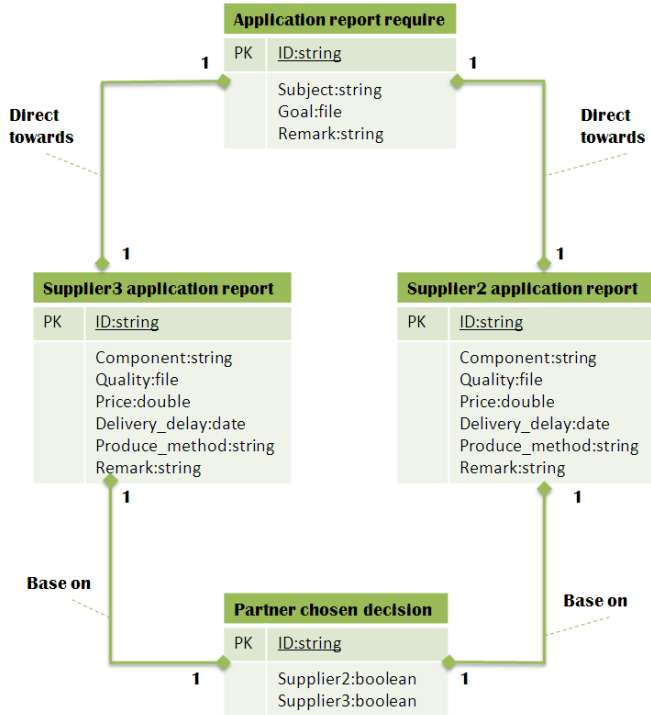 Application report require
PK ID:string
1
1
Subject:string
Goal:file
Remark:string
Direct
towards
Direct
towards
1
1
Supplier3 application report
PK ID:string
Component:string
Quality:file
Price:double
Delivery_delay:date
Produce_method:string
Remark:string
Supplier2 application report
PK ID:string
Component:string
Quality:file
Price:double
Delivery_delay:date
Produce_method:string
Remark:string
1
1
Base on
Base on
Partner chosen decision
PK ID:string
1
1
Supplier2:boolean
Supplier3:boolean